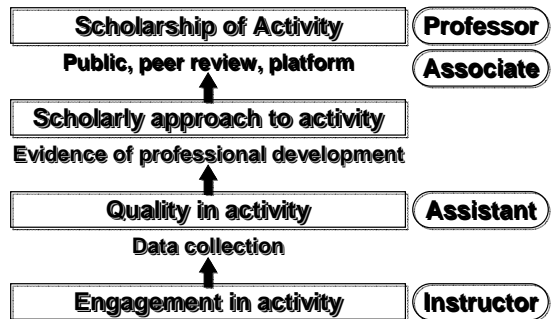 Scholarship of Activity
Professor
Public, peer review, platform
Associate
Scholarly approach to activity
Evidence of professional development
Quality in activity
Assistant
Data collection
Engagement in activity
Instructor